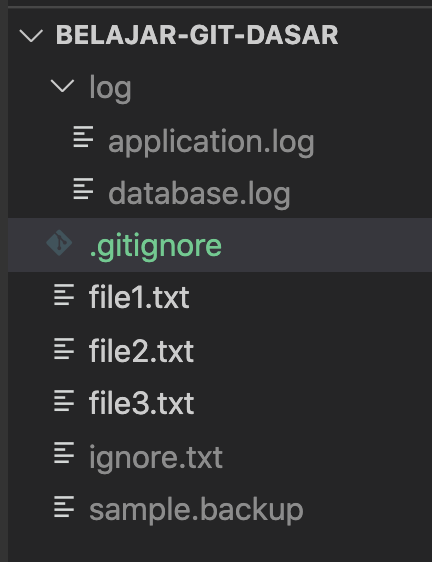 BELAJAR-GIT-DASAR
log
application.log
database.log
.gitignore
file1.txt
file2.txt
file3.txt
ignore.txt
sample.backup